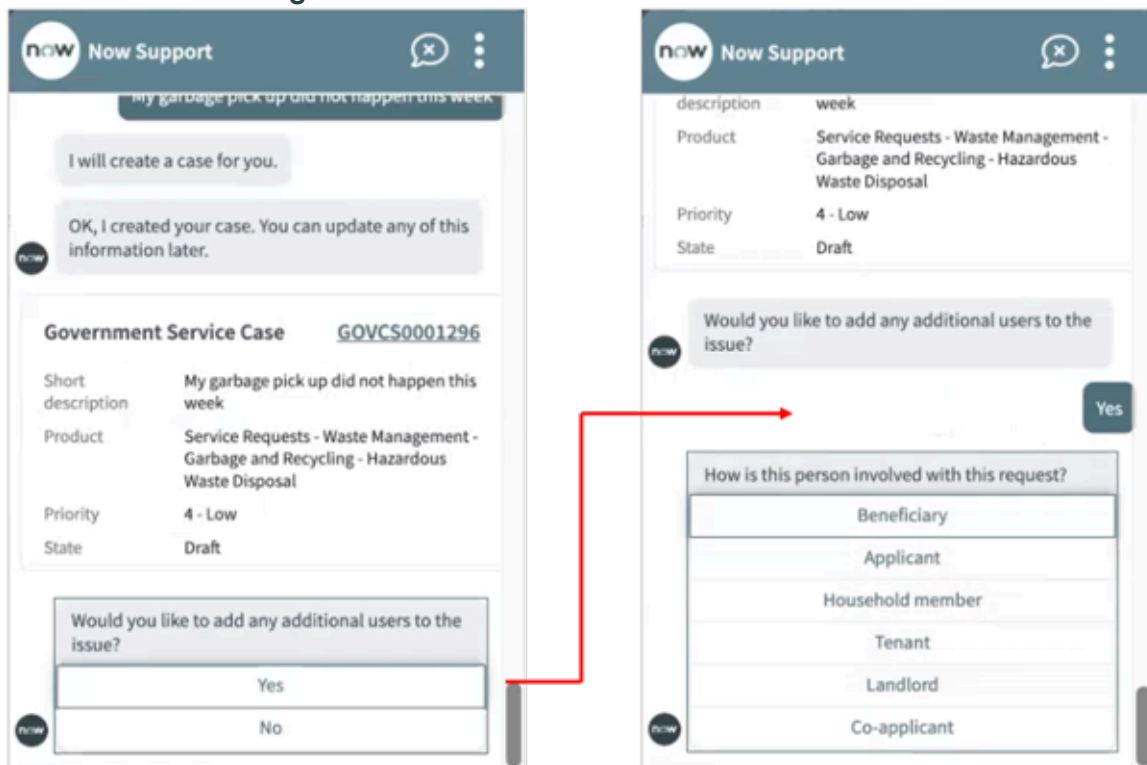 now Now Support
My garbage pick up did not happen this week
I will create a case for you.
OK, I created your case. You can update any of this
information later.
now
Government Service Case GOVCS0001296
Short
description
My garbage pick up did not happen this
week
Product
Service Requests - Waste Management -
Garbage and Recycling - Hazardous
Waste Disposal
Priority 4 - Low
State Draft
Would you like to add any additional users to the
issue?
Yes
now
No
now Now Support
description week
Product
Service Requests - Waste Management -
Garbage and Recycling - Hazardous
Waste Disposal
Priority 4 - Low
State Draft
Would you like to add any additional users to the
issue?
now
Yes
How is this person involved with this request?
Beneficiary
Applicant
Household member
Tenant
Landlord
now
Co-applicant